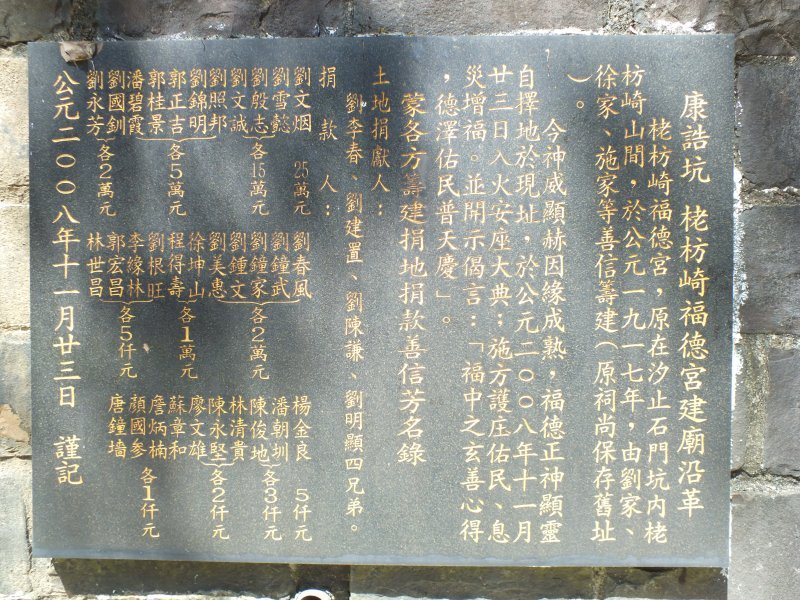 康誥坑 栳枋崎福德宮建廟沿革
栳枋崎福德宮,原在汐止石門坑內栳
枋崎山間,於公元一九一七年,由劉家、
徐家、施家等善信籌建(原祠尚保存舊址
)。
今神威顯赫因緣成熟,福德正神顯靈
自擇地於現址,於公元二○○八年十一月
廿三日入火安座大典;施方護庄佑民、息
災增福。並開示偈言:「福中之玄善心得
,德澤佑民普天慶」。
蒙各方籌建捐地捐款善信芳名錄
土地捐獻人:
劉李春、劉建置、劉陳謙、劉明顯四兄弟。
捐款人:
劉文烟 25萬元
劉雪懿
劉殷志
劉文誠
各15萬元
劉照邦
劉錦明
郭正吉
郭桂景
潘碧霞
各5萬元
劉國釧
劉永芳
各2萬元
劉春風
劉鐘武
劉鐘家
劉鍾文
劉美惠
各2萬元
徐坤山
程得壽
劉根旺
各1萬元
李緣林
郭宏昌
林世昌
各5仟元
楊金良 5仟元
潘朝圳
陳俊地
各3仟元
林清賓
陳永堅
廖文雄
各2仟元
蘇章和
詹炳楠
顏國參
唐鐘墻
各1仟元
公元二○○八年十一月廿三日 謹記